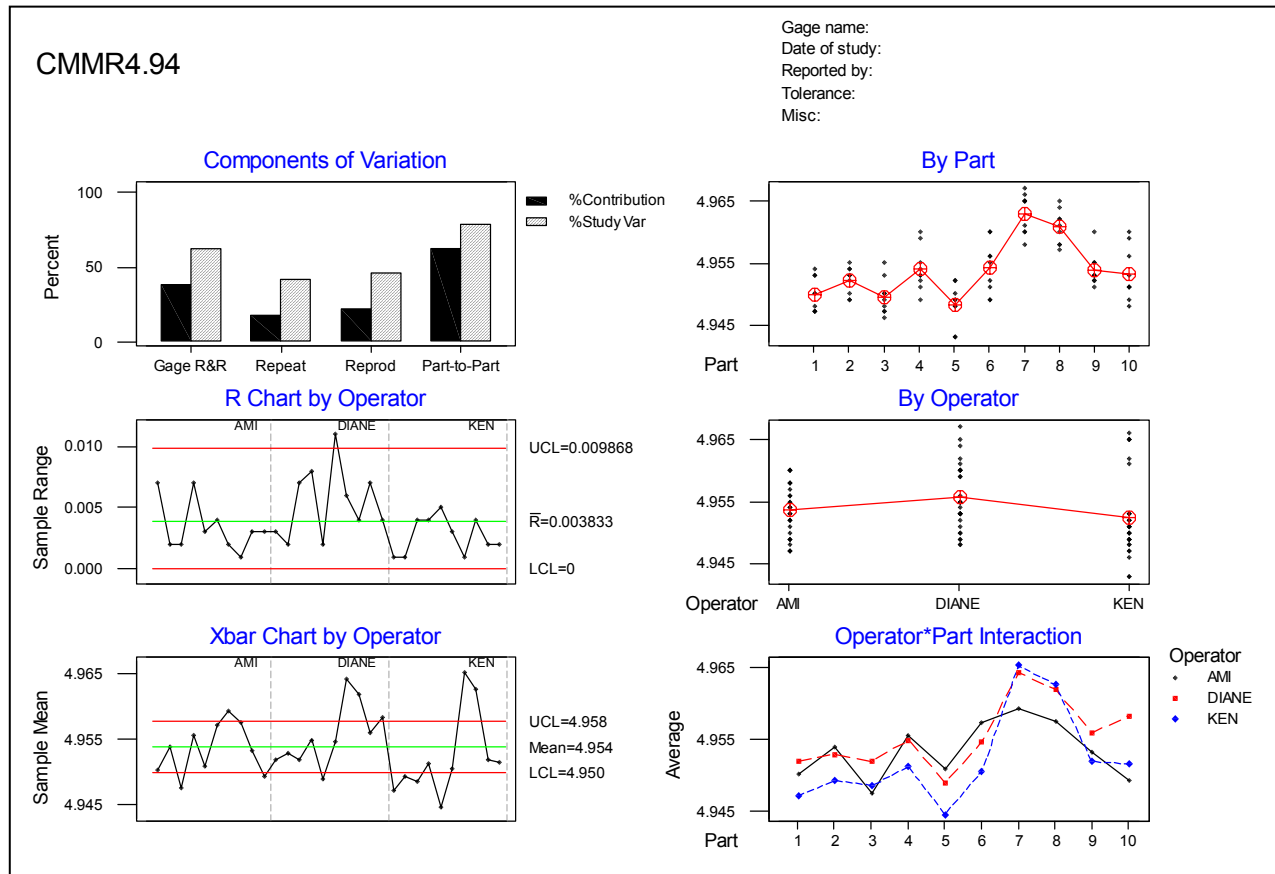 CMMR4.94
Gage name:
Date of study:
Reported by:
Tolerance:
Misc:
Components of Variation
100
50
0
Percent
Gage R&R Repeat Reprod Part-to-Part
%Contribution
%Study Var
By Part
4.965
4.955
4.945
Part 1 2 3 4 5 6 7 8 9 10
R Chart by Operator
AMI DIANE KEN
0.010
0.005
0.000
Sample Range
UCL=0.009868
R̅=0.003833
LCL=0
By Operator
4.965
4.955
4.945
Operator AMI DIANE KEN
Xbar Chart by Operator
AMI DIANE KEN
4.965
4.955
4.945
Sample Mean
UCL=4.958
Mean=4.954
LCL=4.950
Operator*Part Interaction
4.965
4.955
4.945
Average
Part 1 2 3 4 5 6 7 8 9 10
Operator
AMI
DIANE
KEN